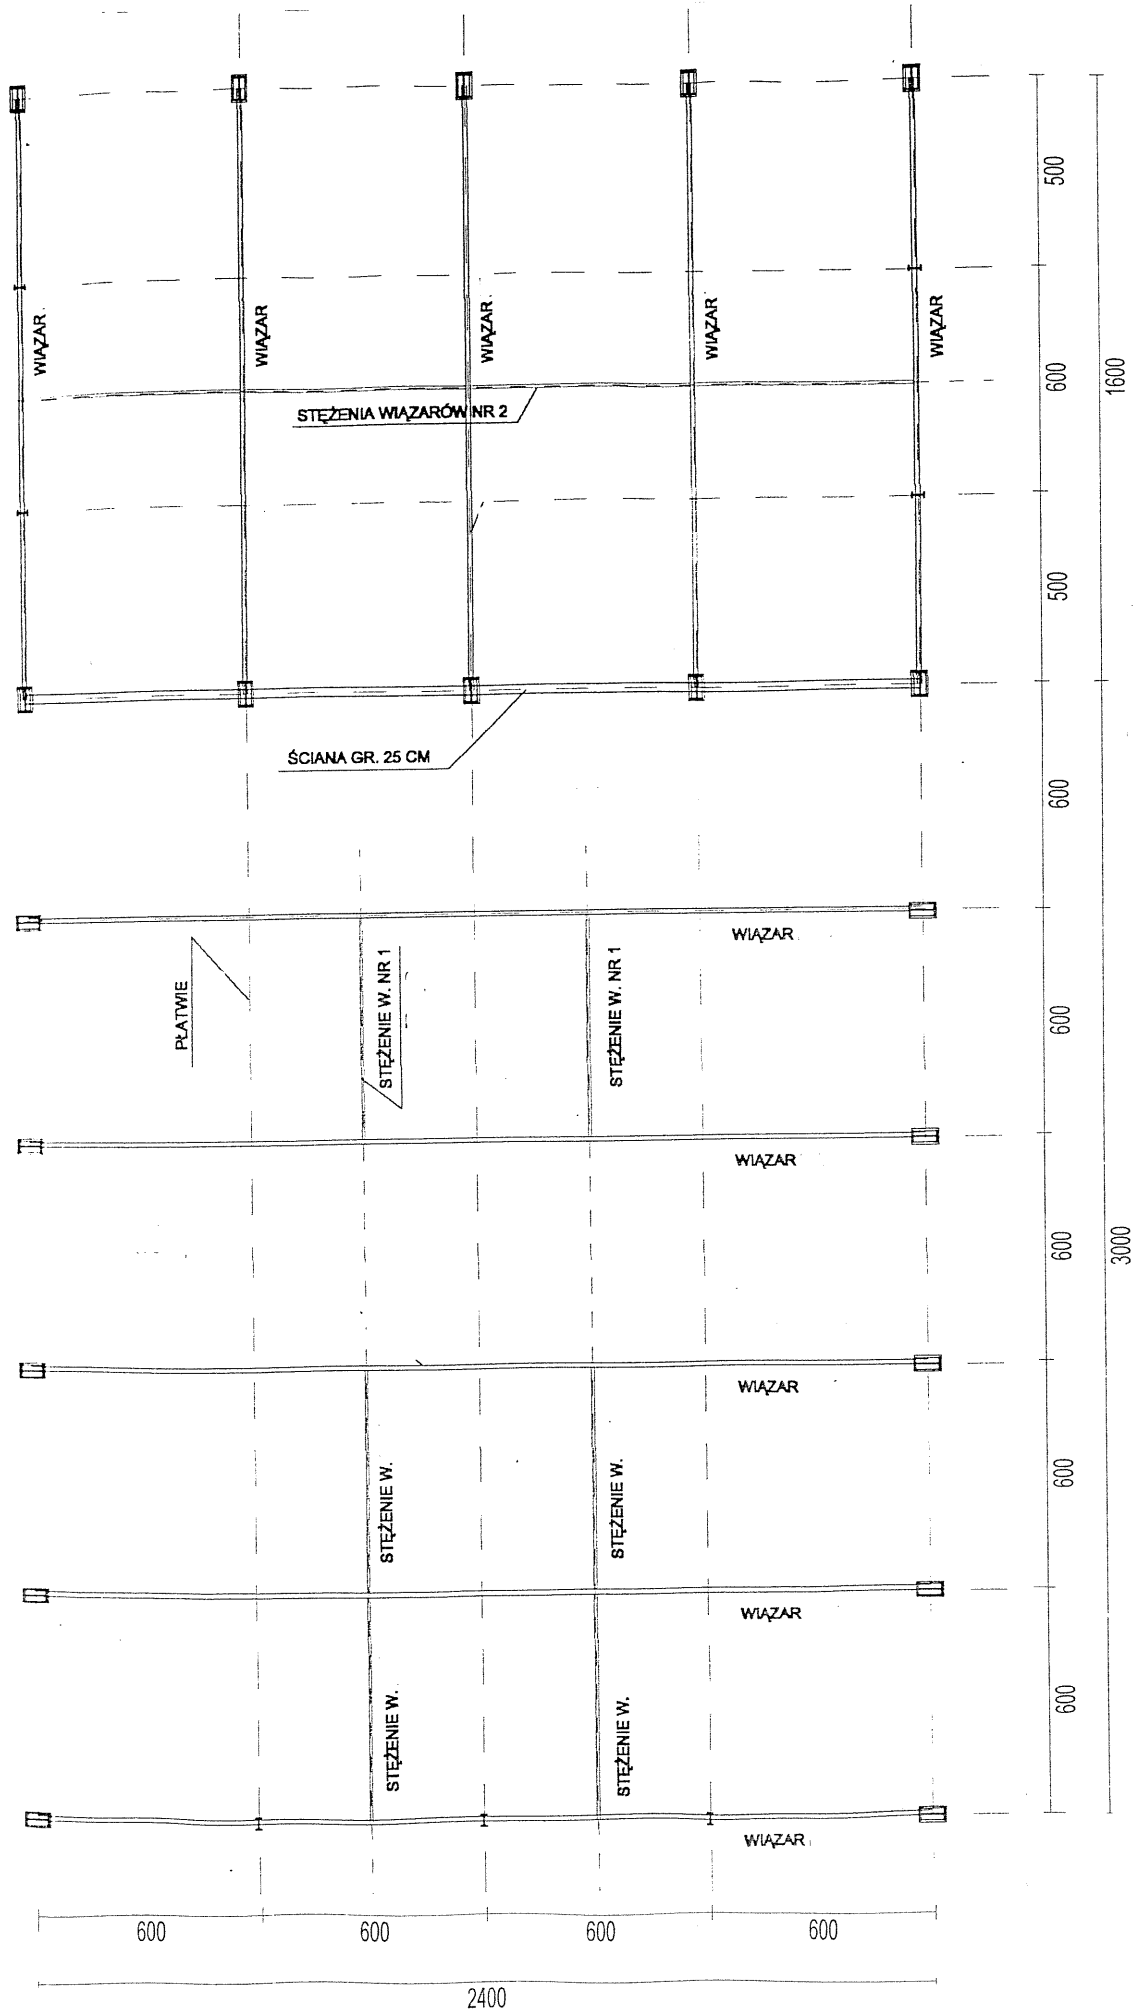 500
WIĄZAR
WIĄZAR
WIĄZAR
WIĄZAR
WIĄZAR
600
1600
STĘŻENIA WIĄZARÓW NR 2
500
ŚCIANA GR. 25 CM
600
WIĄZAR
PŁATWIE
STĘŻENIE W. NR 1
STĘŻENIE W. NR 1
600
WIĄZAR
600
3000
WIĄZAR
STĘŻENIE W.
STĘŻENIE W.
600
WIĄZAR
STĘŻENIE W.
STĘŻENIE W.
600
WIĄZAR
600
600
600
600
2400